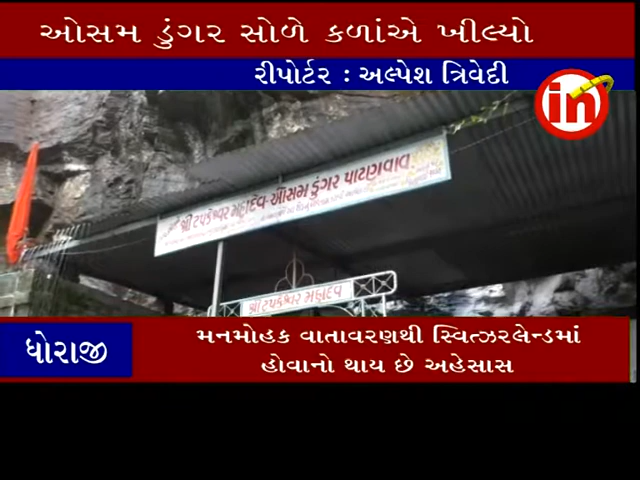 ઓસમ ડુંગર સોળે કળાંએ ખીલ્યો
રીપોર્ટર : અલ્પેશ ત્રિવેદી
in
શ્રી ટપકેશ્વર મહાદેવ-ઓસમ ડુંગર પાટણવાવ
શ્રી ટપકેશ્વર મહાદેવ
ધોરાજી
મનમોહક વાતાવરણથી સ્વિત્ઝરલેન્ડમાં
હોવાનો થાય છે અહેસાસ